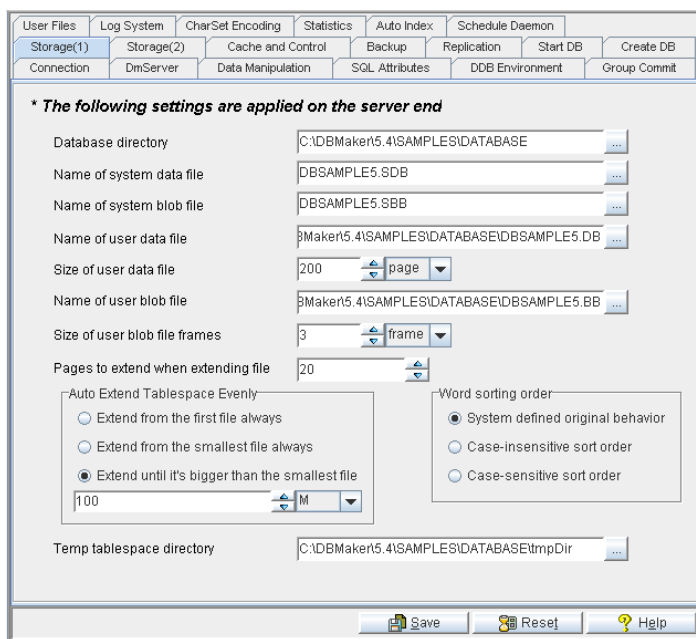 User Files Log System CharSet Encoding Statistics Auto Index Schedule Daemon
Storage(1) Storage(2) Cache and Control Backup Replication Start DB Create DB
Connection DmServer Data Manipulation SQL Attributes DDB Environment Group Commit
* The following settings are applied on the server end
Database directory C:\DBMaker\5.4\SAMPLES\DATABASE ...
Name of system data file DBSAMPLE5.SDB ...
Name of system blob file DBSAMPLE5.SBB ...
Name of user data file 3Maker\5.4\SAMPLES\DATABASE\DBSAMPLE5.DB ...
Size of user data file 200 page
Name of user blob file 3Maker\5.4\SAMPLES\DATABASE\DBSAMPLE5.BB ...
Size of user blob file frames 3 frame
Pages to extend when extending file 20
Auto Extend Tablespace Evenly Word sorting order
Extend from the first file always System defined original behavior
Extend from the smallest file always Case-insensitive sort order
Extend until it's bigger than the smallest file Case-sensitive sort order
100 M
Temp tablespace directory C:\DBMaker\5.4\SAMPLES\DATABASE\tmpDir ...
Save Reset Help